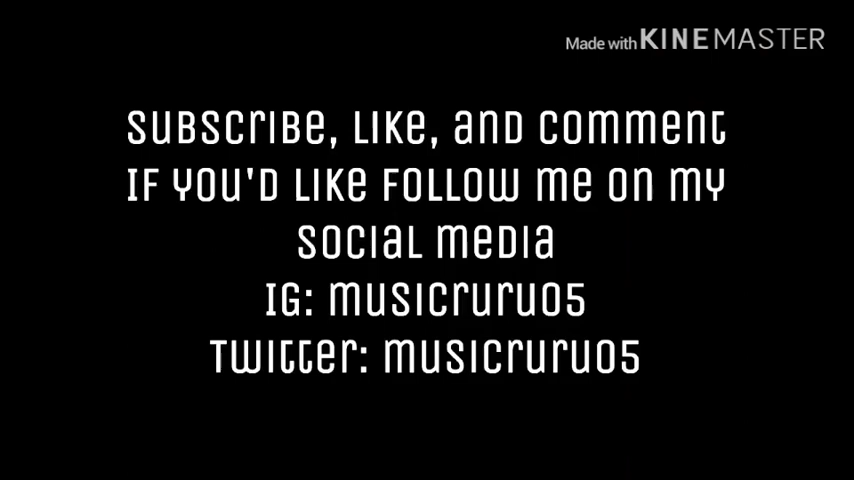 Made with KINEMASTER
Subscribe, like, and comment
If you'd like follow me on my
social media
IG: musicruru05
Twitter: musicruru05